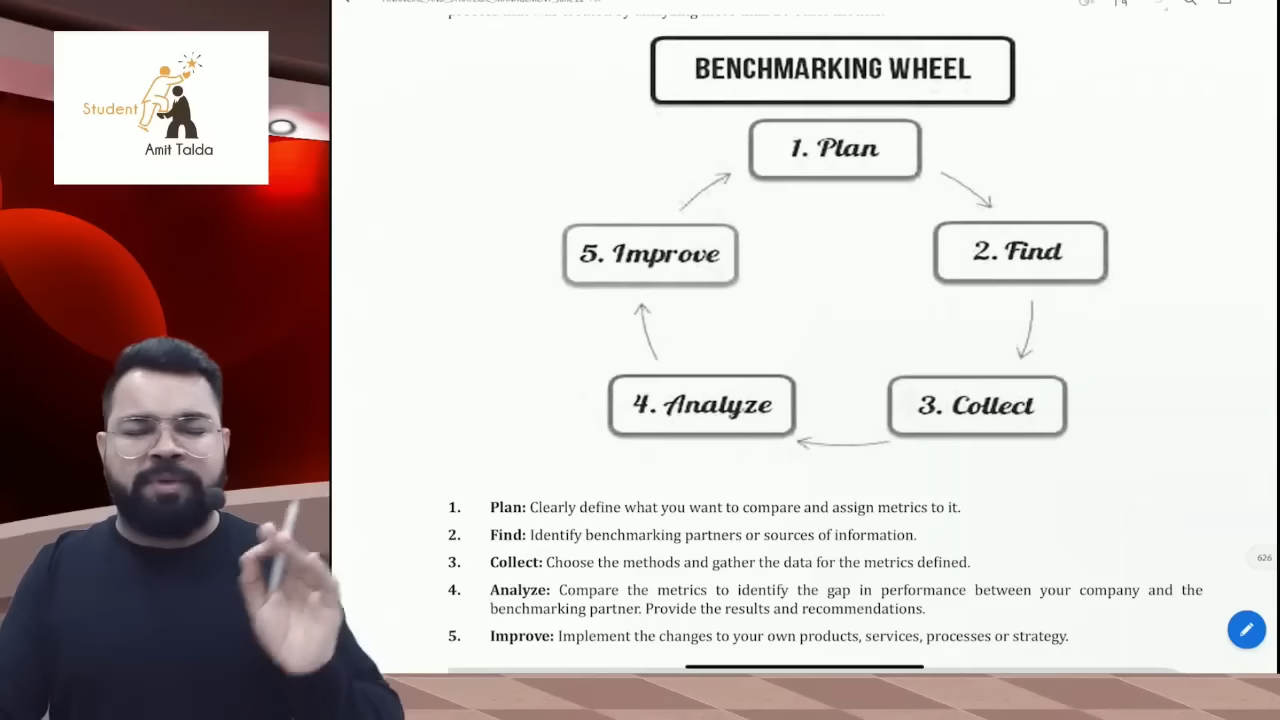 Student
Amit Talda
BENCHMARKING WHEEL
1. Plan
5. Improve
2. Find
4. Analyze
3. Collect
1. Plan: Clearly define what you want to compare and assign metrics to it.
2. Find: Identify benchmarking partners or sources of information.
3. Collect: Choose the methods and gather the data for the metrics defined.
626
4. Analyze: Compare the metrics to identify the gap in performance between your company and the
benchmarking partner. Provide the results and recommendations.
5. Improve: Implement the changes to your own products, services, processes or strategy.